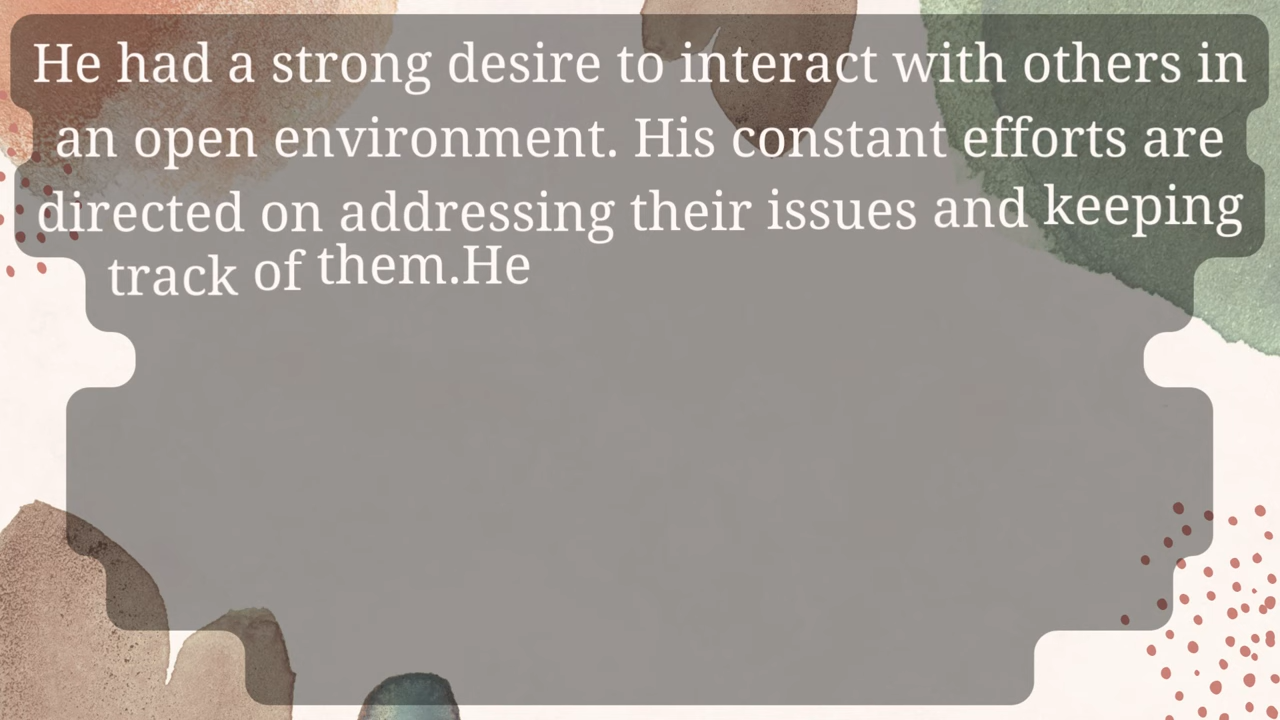 He had a strong desire to interact with others in
an open environment. His constant efforts are
directed on addressing their issues and keeping
track of them.He